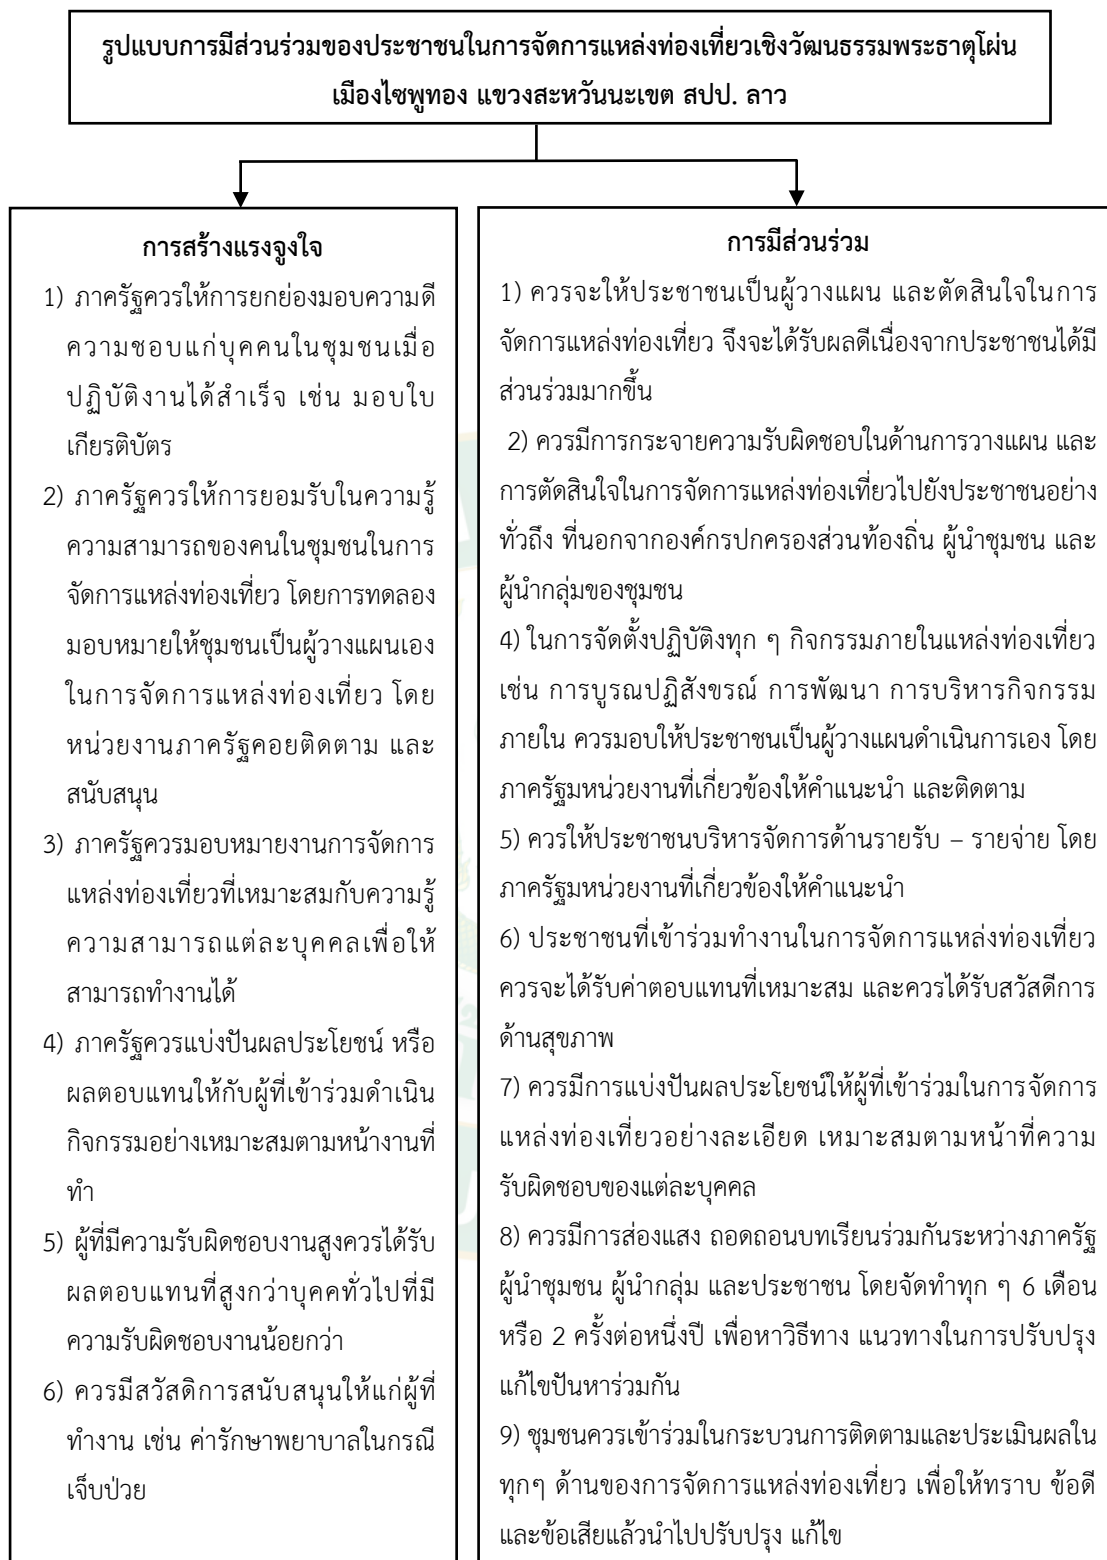 รูปแบบการมีส่วนร่วมของประชาชนในการจัดการแหล่งท่องเที่ยวเชิงวัฒนธรรมพระธาตุโผ่น
เมืองไซพูทอง แขวงสะหวันนะเขต สปป. ลาว
การสร้างแรงจูงใจ
1) ภาครัฐควรให้การยกย่องมอบความดี
ความชอบแก่บุคคนในชุมชนเมื่อ
ปฏิบัติงานได้สำเร็จ เช่น มอบใบ
เกียรติบัตร
2) ภาครัฐควรให้การยอมรับในความรู้
ความสามารถของคนในชุมชนในการ
จัดการแหล่งท่องเที่ยว โดยการทดลอง
มอบหมายให้ชุมชนเป็นผู้วางแผนเอง
ในการจัดการแหล่งท่องเที่ยว โดย
หน่วยงานภาครัฐคอยติดตาม และ
สนับสนุน
3) ภาครัฐควรมอบหมายงานการจัดการ
แหล่งท่องเที่ยวที่เหมาะสมกับความรู้
ความสามารถแต่ละบุคคลเพื่อให้
สามารถทำงานได้
4) ภาครัฐควรแบ่งปันผลประโยชน์ หรือ
ผลตอบแทนให้กับผู้ที่เข้าร่วมดำเนิน
กิจกรรมอย่างเหมาะสมตามหน้างานที่
ทำ
5) ผู้ที่มีความรับผิดชอบงานสูงควรได้รับ
ผลตอบแทนที่สูงกว่าบุคคทั่วไปที่มี
ความรับผิดชอบงานน้อยกว่า
6) ควรมีสวัสดิการสนับสนุนให้แก่ผู้ที่
ทำงาน เช่น ค่ารักษาพยาบาลในกรณี
เจ็บป่วย
การมีส่วนร่วม
1) ควรจะให้ประชาชนเป็นผู้วางแผน และตัดสินใจในการ
จัดการแหล่งท่องเที่ยว จึงจะได้รับผลดีเนื่องจากประชาชนได้มี
ส่วนร่วมมากขึ้น
2) ควรมีการกระจายความรับผิดชอบในด้านการวางแผน และ
การตัดสินใจในการจัดการแหล่งท่องเที่ยวไปยังประชาชนอย่าง
ทั่วถึง ที่นอกจากองค์กรปกครองส่วนท้องถิ่น ผู้นำชุมชน และ
ผู้นำกลุ่มของชุมชน
4) ในการจัดตั้งปฏิบัติงทุก ๆ กิจกรรมภายในแหล่งท่องเที่ยว
เช่น การบูรณปฏิสังขรณ์ การพัฒนา การบริหารกิจกรรม
ภายใน ควรมอบให้ประชาชนเป็นผู้วางแผนดำเนินการเอง โดย
ภาครัฐมหน่วยงานที่เกี่ยวข้องให้คำแนะนำ และติดตาม
5) ควรให้ประชาชนบริหารจัดการด้านรายรับ – รายจ่าย โดย
ภาครัฐมหน่วยงานที่เกี่ยวข้องให้คำแนะนำ
6) ประชาชนที่เข้าร่วมทำงานในการจัดการแหล่งท่องเที่ยว
ควรจะได้รับค่าตอบแทนที่เหมาะสม และควรได้รับสวัสดีการ
ด้านสุขภาพ
7) ควรมีการแบ่งปันผลประโยชน์ให้ผู้ที่เข้าร่วมในการจัดการ
แหล่งท่องเที่ยวอย่างละเอียด เหมาะสมตามหน้าที่ความ
รับผิดชอบของแต่ละบุคคล
8) ควรมีการส่องแสง ถอดถอนบทเรียนร่วมกันระหว่างภาครัฐ
ผู้นำชุมชน ผู้นำกลุ่ม และประชาชน โดยจัดทำทุก ๆ 6 เดือน
หรือ 2 ครั้งต่อหนึ่งปี เพื่อหาวิธีทาง แนวทางในการปรับปรุง
แก้ไขปันหาร่วมกัน
9) ชุมชนควรเข้าร่วมในกระบวนการติดตามและประเมินผลใน
ทุกๆ ด้านของการจัดการแหล่งท่องเที่ยว เพื่อให้ทราบ ข้อดี
และข้อเสียแล้วนำไปปรับปรุง แก้ไข